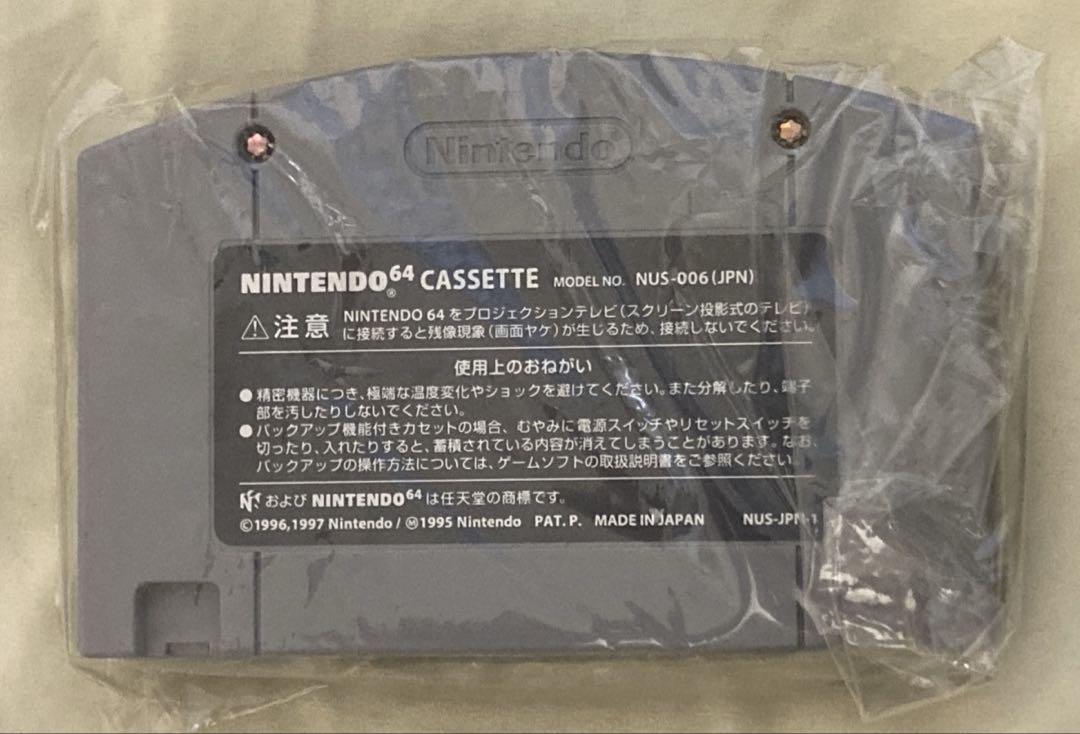 Nintendo
NINTENDO64 CASSETTE MODEL NO. NUS-006(JPN)
®
⚠注意 NINTENDO 64 をプロジェクションテレビ(スクリーン投影式のテレビ)
に接続すると残像現象(画面ヤケ)が生じるため、接続しないでください。
使用上のおねがい
●精密機器につき、極端な温度変化やショックを避けてください。また分解したり、端子
部を汚したりしないでください。
●バックアップ機能付きカセットの場合、むやみに電源スイッチやリセットスイッチを
切ったり、入れたりすると、蓄積されている内容が消えてしまうことがあります。なお、
バックアップの操作方法については、ゲームソフトの取扱説明書をご参照ください。
および NINTENDO64 は任天堂の商標です。
©1996,1997 Nintendo / Ⓜ1995 Nintendo PAT. P. MADE IN JAPAN NUS-JPN-1